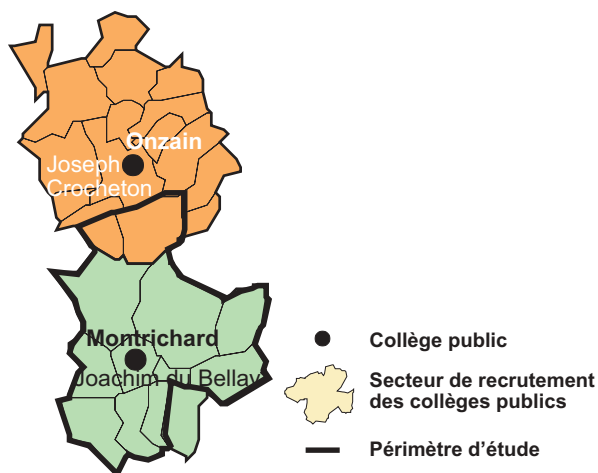 Onzain
Joseph
Crocheton
Montrichard
Joachim du Bellay
Collège public
Secteur de recrutement
des collèges publics
Périmètre d'étude